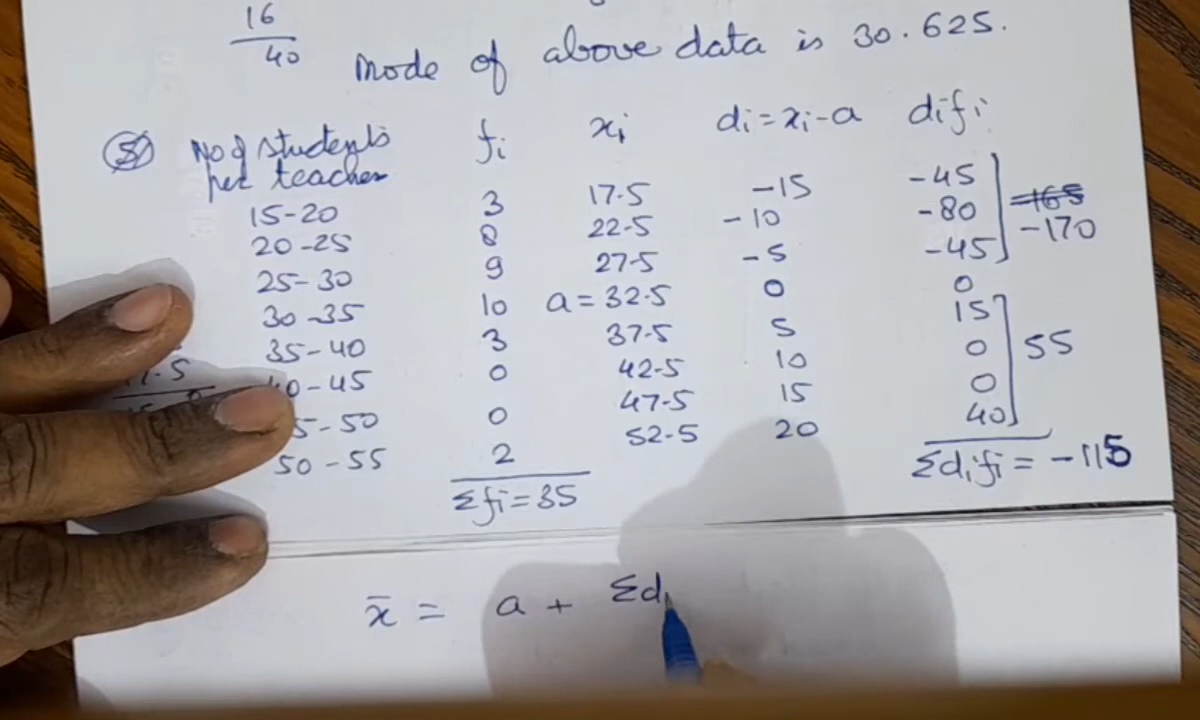 16
40
Mode of above data is 30.625.
5) No of students per teacher fi xi di=xi-a difi
15-20 3 17.5 -15 -45
20-25 8 22.5 -10 -80 -165
25-30 9 27.5 -5 -45 -170
30-35 10 a=32.5 0 0
35-40 3 37.5 5 15
40-45 0 42.5 10 0 55
5-50 0 47.5 15 0
50-55 2 52.5 20 40
Σfi=35 Σdifi = -115
x̄ = a + Σd